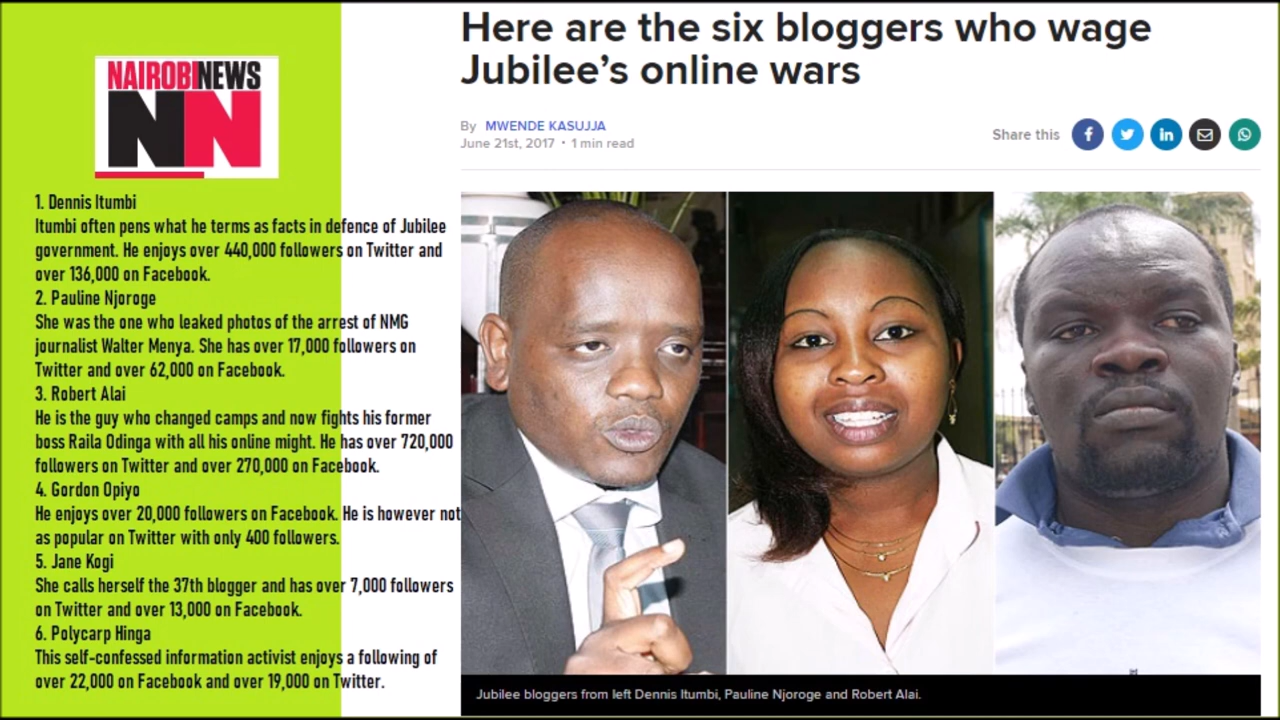 NAIROBINEWS
NN
1. Dennis Itumbi
Itumbi often pens what he terms as facts in defence of Jubilee
government. He enjoys over 440,000 followers on Twitter and
over 136,000 on Facebook.
2. Pauline Njoroge
She was the one who leaked photos of the arrest of NMG
journalist Walter Menya. She has over 17,000 followers on
Twitter and over 62,000 on Facebook.
3. Robert Alai
He is the guy who changed camps and now fights his former
boss Raila Odinga with all his online might. He has over 720,000
followers on Twitter and over 270,000 on Facebook.
4. Gordon Opiyo
He enjoys over 20,000 followers on Facebook. He is however not
as popular on Twitter with only 400 followers.
5. Jane Kogi
She calls herself the 37th blogger and has over 7,000 followers
on Twitter and over 13,000 on Facebook.
6. Polycarp Hinga
This self-confessed information activist enjoys a following of
over 22,000 on Facebook and over 19,000 on Twitter.
Here are the six bloggers who wage
Jubilee’s online wars
By MWENDE KASUJJA
June 21st, 2017 • 1 min read
Share this
Jubilee bloggers from left Dennis Itumbi, Pauline Njoroge and Robert Alai.